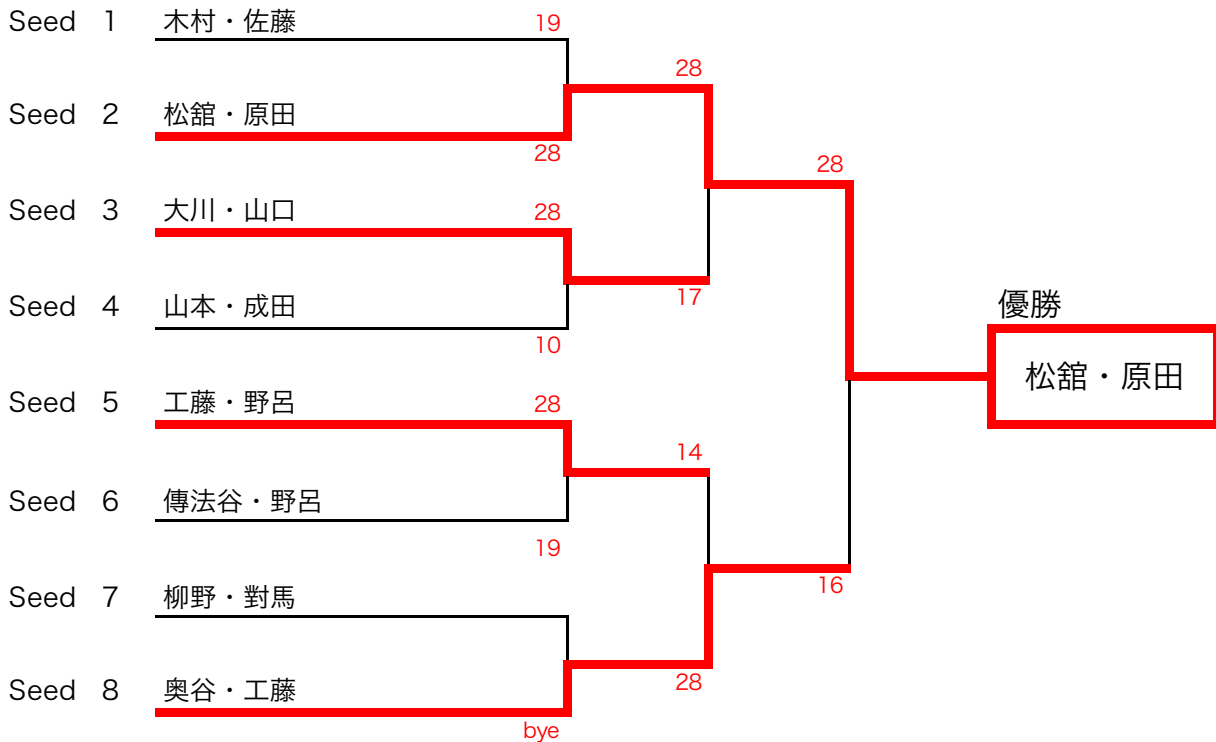 Seed 1 木村・佐藤 19
28
Seed 2 松舘・原田
28
28
Seed 3 大川・山口 28
17
Seed 4 山本・成田
10
優勝
松舘・原田
Seed 5 工藤・野呂 28
14
Seed 6 傳法谷・野呂
19
16
Seed 7 柳野・對馬
28
Seed 8 奥谷・工藤
bye